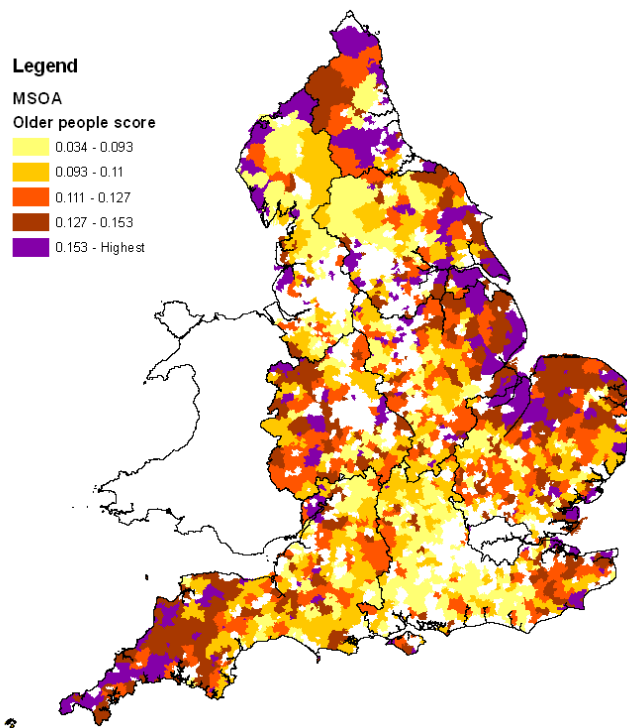 Legend
MSOA
Older people score
0.034 - 0.093
0.093 - 0.11
0.111 - 0.127
0.127 - 0.153
0.153 - Highest